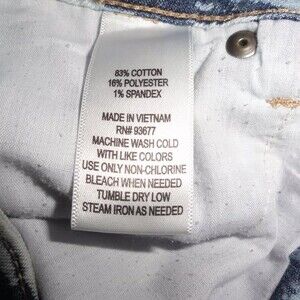 83% COTTON
16% POLYESTER
1% SPANDEX
MADE IN VIETNAM
RN# 93677
MACHINE WASH COLD
WITH LIKE COLORS
USE ONLY NON-CHLORINE
BLEACH WHEN NEEDED
TUMBLE DRY LOW
STEAM IRON AS NEEDED